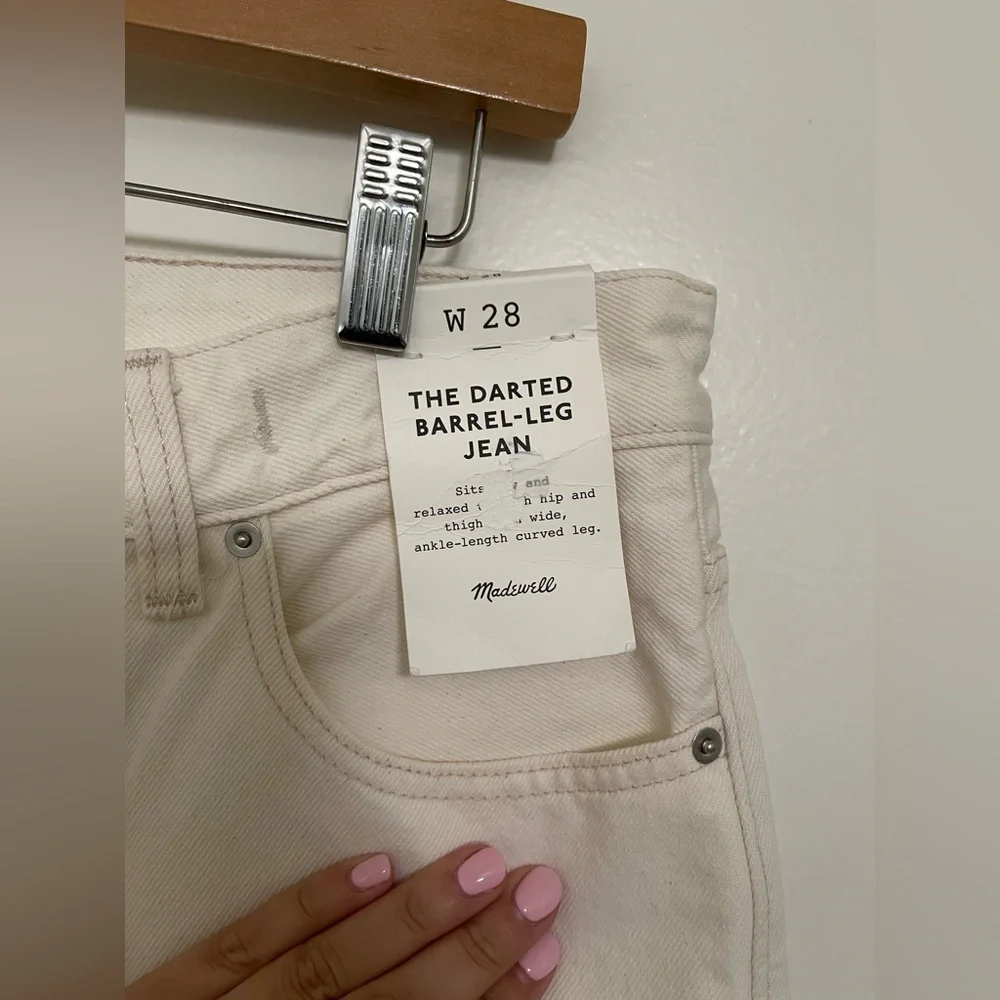 W 28
THE DARTED
BARREL-LEG
JEAN
Sits and
relaxed hip and
thigh wide,
ankle-length curved leg.
Madewell